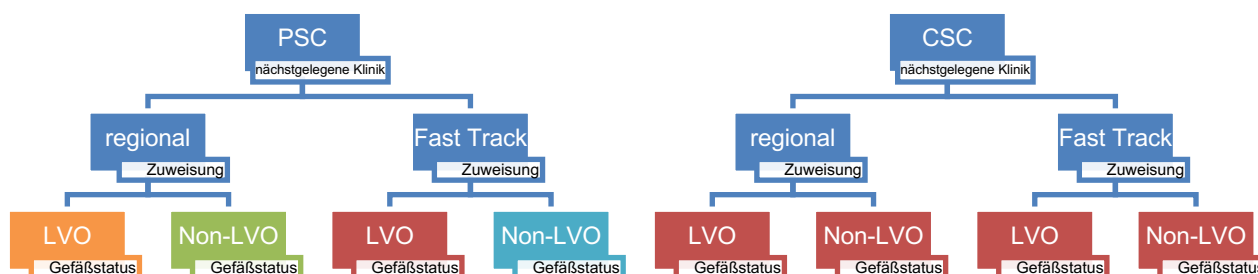 PSC
nächstgelegene Klinik
CSC
nächstgelegene Klinik
regional
Zuweisung
Fast Track
Zuweisung
regional
Zuweisung
Fast Track
Zuweisung
LVO
Gefäßstatus
Non-LVO
Gefäßstatus
LVO
Gefäßstatus
Non-LVO
Gefäßstatus
LVO
Gefäßstatus
Non-LVO
Gefäßstatus
LVO
Gefäßstatus
Non-LVO
Gefäßstatus